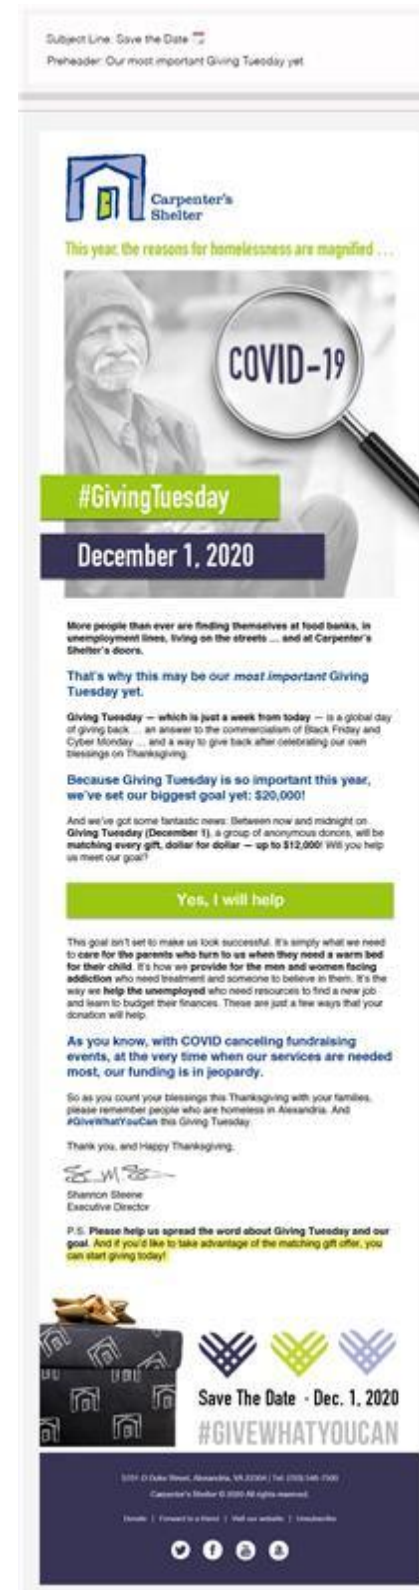 Subject Line: Save the Date
Preheader: Our most important Giving Tuesday yet
Carpenter's
Shelter
This year, the reasons for homelessness are magnified ...
COVID-19
#GivingTuesday
December 1, 2020
More people than ever are finding themselves at food banks, in
unemployment lines, living on the streets ... and at Carpenter's
Shelter's doors.
That's why this may be our most important Giving
Tuesday yet.
Giving Tuesday — which is just a week from today — is a global day
of giving back ... an answer to the commercialism of Black Friday and
Cyber Monday ... and a way to give back after celebrating our own
blessings on Thanksgiving.
Because Giving Tuesday is so important this year,
we've set our biggest goal yet: $20,000!
And we've got some fantastic news: Between now and midnight on
Giving Tuesday (December 1), a group of anonymous donors, will be
matching every gift, dollar for dollar — up to $12,000! Will you help
us meet our goal?
Yes, I will help
This goal isn't set to make us look successful. It's simply what we need
to care for the parents who turn to us when they need a warm bed
for their child. It's how we provide for the men and women facing
addiction who need treatment and someone to believe in them. It's the
way we help the unemployed who need resources to find a new job
and learn to budget their finances. These are just a few ways that your
donation will help.
As you know, with COVID canceling fundraising
events, at the very time when our services are needed
most, our funding is in jeopardy.
So as you count your blessings this Thanksgiving with your families,
please remember people who are homeless in Alexandria. And
#GiveWhatYouCan this Giving Tuesday.
Thank you, and Happy Thanksgiving,
Shannon Steene
Executive Director
P.S. Please help us spread the word about Giving Tuesday and our
goal. And if you'd like to take advantage of the matching gift offer, you
can start giving today!
Save The Date - Dec. 1, 2020
#GIVEWHATYOUCAN
Duke Street, Alexandria, VA 22304 | Tel: (703) 548-7500
Carpenter's Shelter © 2020 All rights reserved.
Donate | Forward to a friend | Visit our website | Unsubscribe